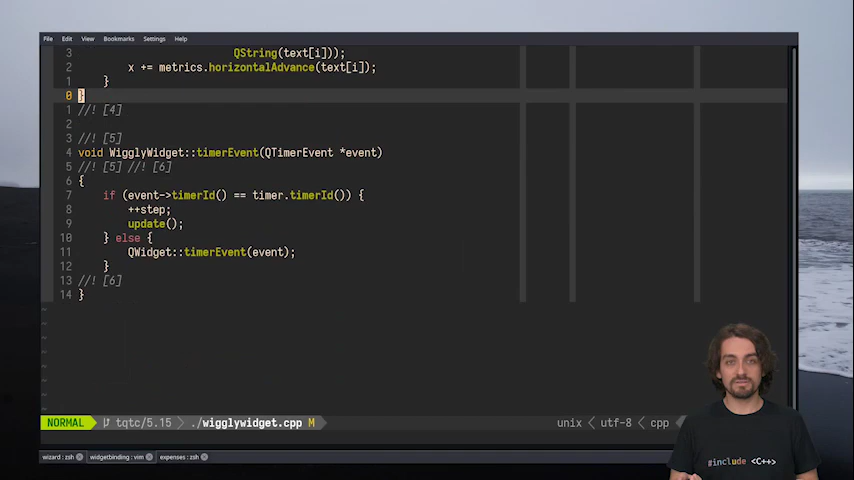 File Edit View Bookmarks Settings Help
3 QString(text[i]));
2 x += metrics.horizontalAdvance(text[i]);
1 }
0 }
1 //! [4]
2
3 //! [5]
4 void WigglyWidget::timerEvent(QTimerEvent *event)
5 //! [5] //! [6]
6 {
7 if (event->timerId() == timer.timerId()) {
8 ++step;
9 update();
10 } else {
11 QWidget::timerEvent(event);
12 }
13 //! [6]
14 }
~
~
~
~
~
~
~
~
NORMAL tqtc/5.15 ./wigglywidget.cpp M unix utf-8 cpp
wizard : zsh widgetbinding : vim expenses : zsh
#include <C++>